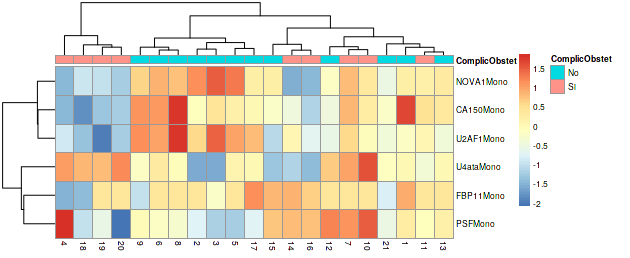 ComplicObstet
NOVA1Mono
CA150Mono
U2AF1Mono
U4ataMono
FBP11Mono
PSFMono
4 18 19 20 9 6 8 2 3 5 17 15 14 16 12 7 10 21 1 11 13
1.5
1
0.5
0
-0.5
-1
-1.5
-2
ComplicObstet
No
SI